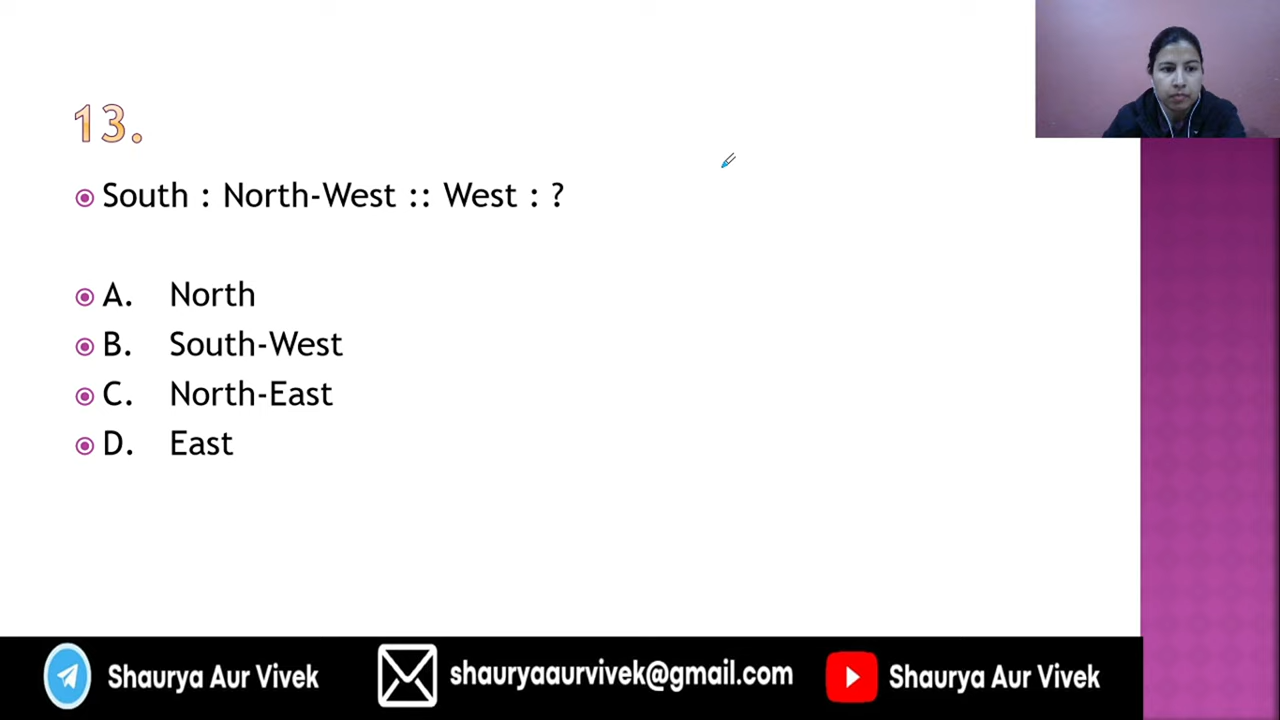 13.
South : North-West :: West : ?
A. North
B. South-West
C. North-East
D. East
Shaurya Aur Vivek
shauryaaurvivek@gmail.com
Shaurya Aur Vivek